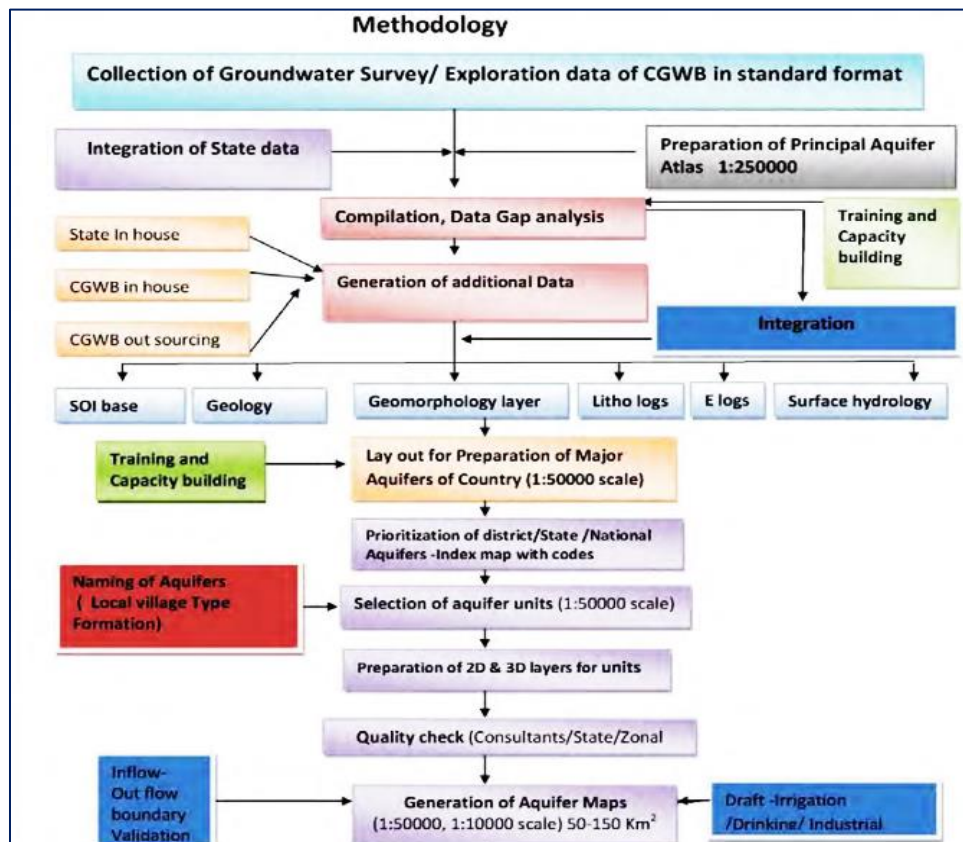 Methodology
Collection of Groundwater Survey/ Exploration data of CGWB in standard format
Integration of State data
Preparation of Principal Aquifer
Atlas 1:250000
Compilation, Data Gap analysis
Training and
Capacity
building
State In house
CGWB in house
CGWB out sourcing
Generation of additional Data
Integration
SOI base
Geology
Geomorphology layer
Litho logs
E logs
Surface hydrology
Training and
Capacity building
Lay out for Preparation of Major
Aquifers of Country (1:50000 scale)
Prioritization of district/State /National
Aquifers -Index map with codes
Naming of Aquifers
( Local village Type
Formation)
Selection of aquifer units (1:50000 scale)
Preparation of 2D & 3D layers for units
Quality check (Consultants/State/Zonal
Inflow-
Out flow
boundary
Validation
Generation of Aquifer Maps
(1:50000, 1:10000 scale) 50-150 Km²
Draft -Irrigation
/Drinking/ Industrial